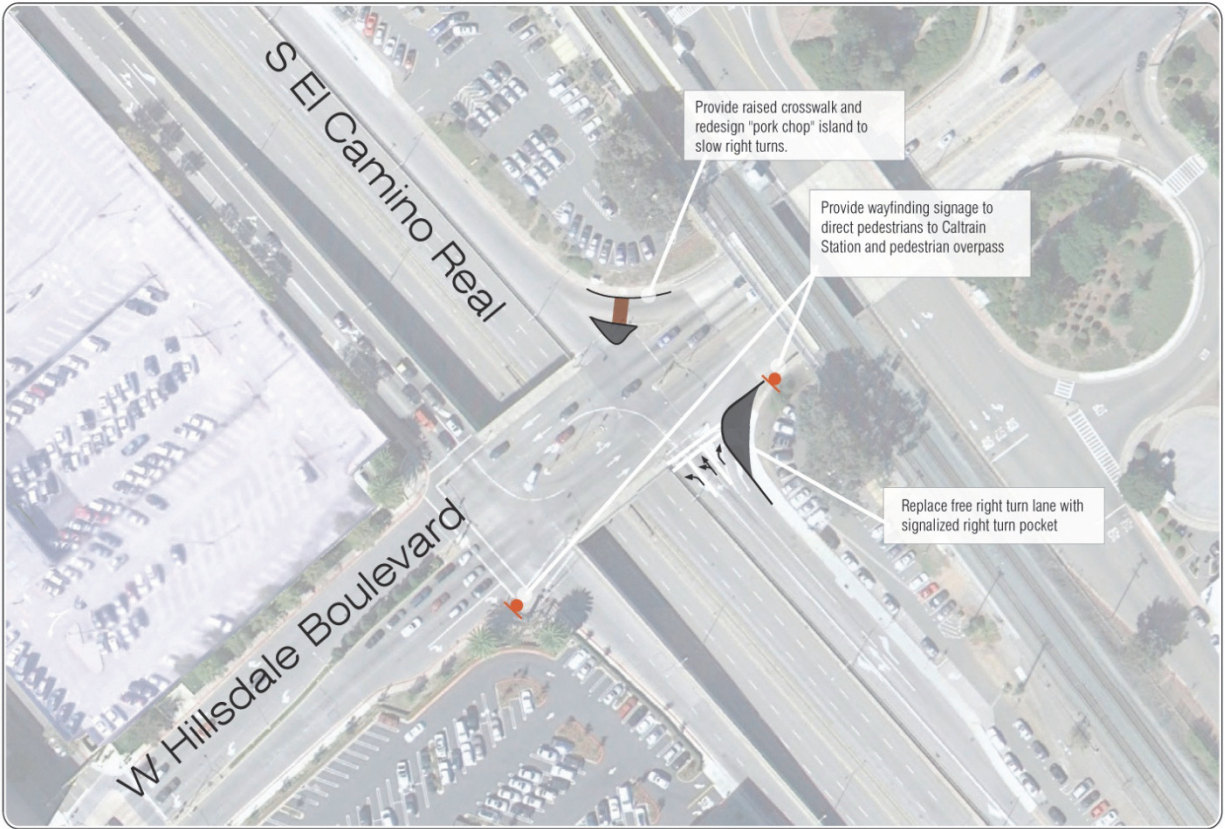 S El Camino Real
Provide raised crosswalk and
redesign "pork chop" island to
slow right turns.
Provide wayfinding signage to
direct pedestrians to Caltrain
Station and pedestrian overpass
Replace free right turn lane with
signalized right turn pocket
W Hillsdale Boulevard